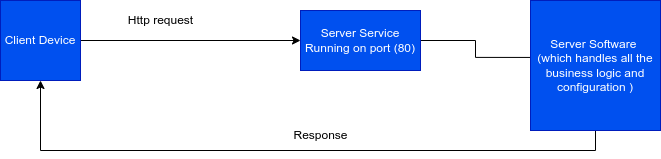 Http request
Client Device
Server Service
Running on port (80)
Server Software
(which handles all the
business logic and
configuration )
Response